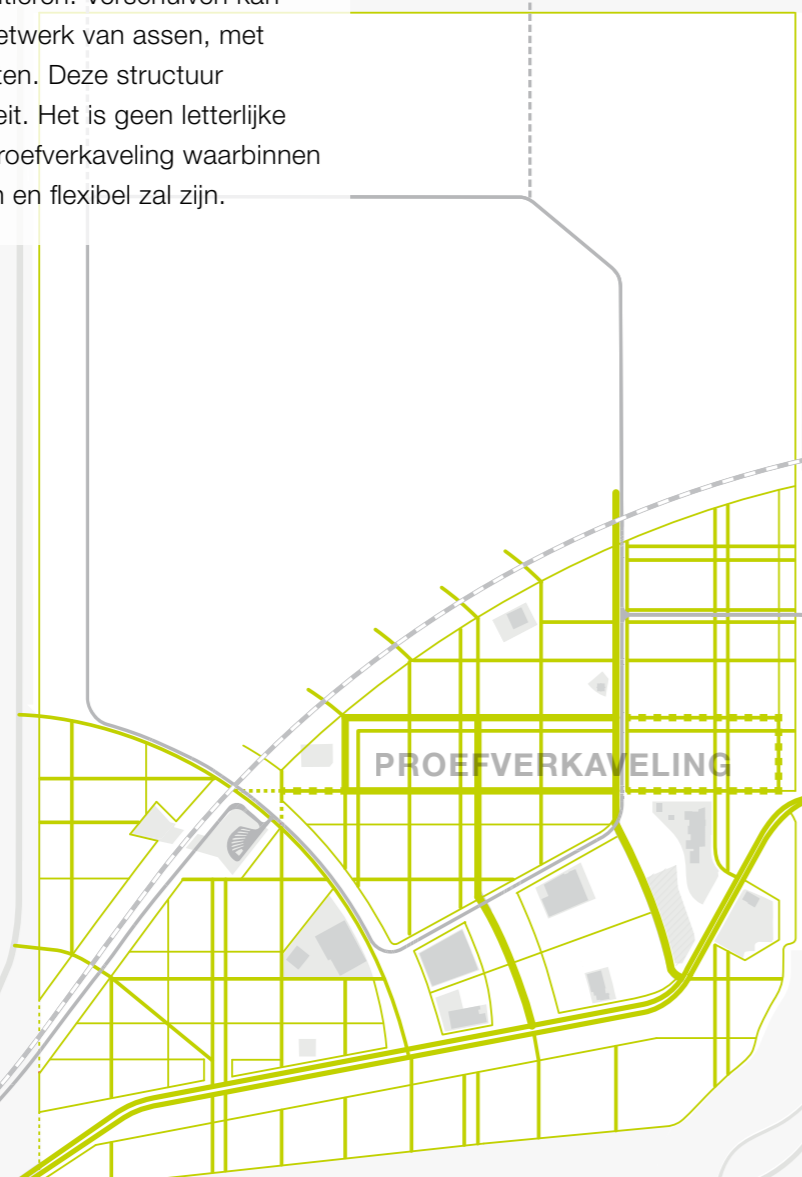 etwerk van assen, met
ten. Deze structuur
eit. Het is geen letterlijke
roefverkaveling waarbinnen
n en flexibel zal zijn.
PROEFVERKAVELING